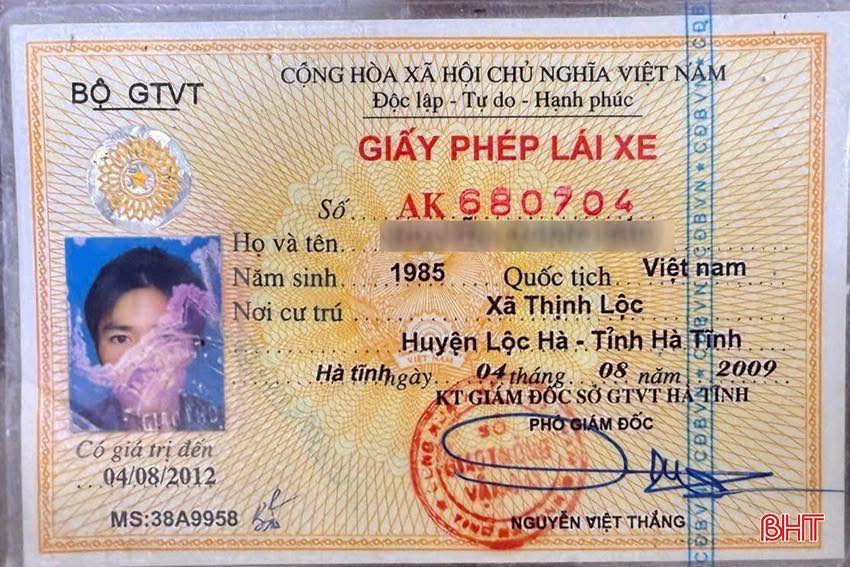 BỘ GTVT
CỘNG HÒA XÃ HỘI CHỦ NGHĨA VIỆT NAM
Độc lập - Tự do - Hạnh phúc
GIẤY PHÉP LÁI XE
Số AK 680704
Họ và tên
Năm sinh 1985 Quốc tịch Việt nam
Nơi cư trú Xã Thịnh Lộc
Huyện Lộc Hà - Tỉnh Hà Tĩnh
Hà tĩnh ngày 04 tháng 08 năm 2009
KT GIÁM ĐỐC SỞ GTVT HÀ TĨNH
PHÓ GIÁM ĐỐC
Có giá trị đến
04/08/2012
MS:38A9958
NGUYỄN VIỆT THẮNG
CĐBVN ★ CĐBVN ★ CĐBVN
BHT